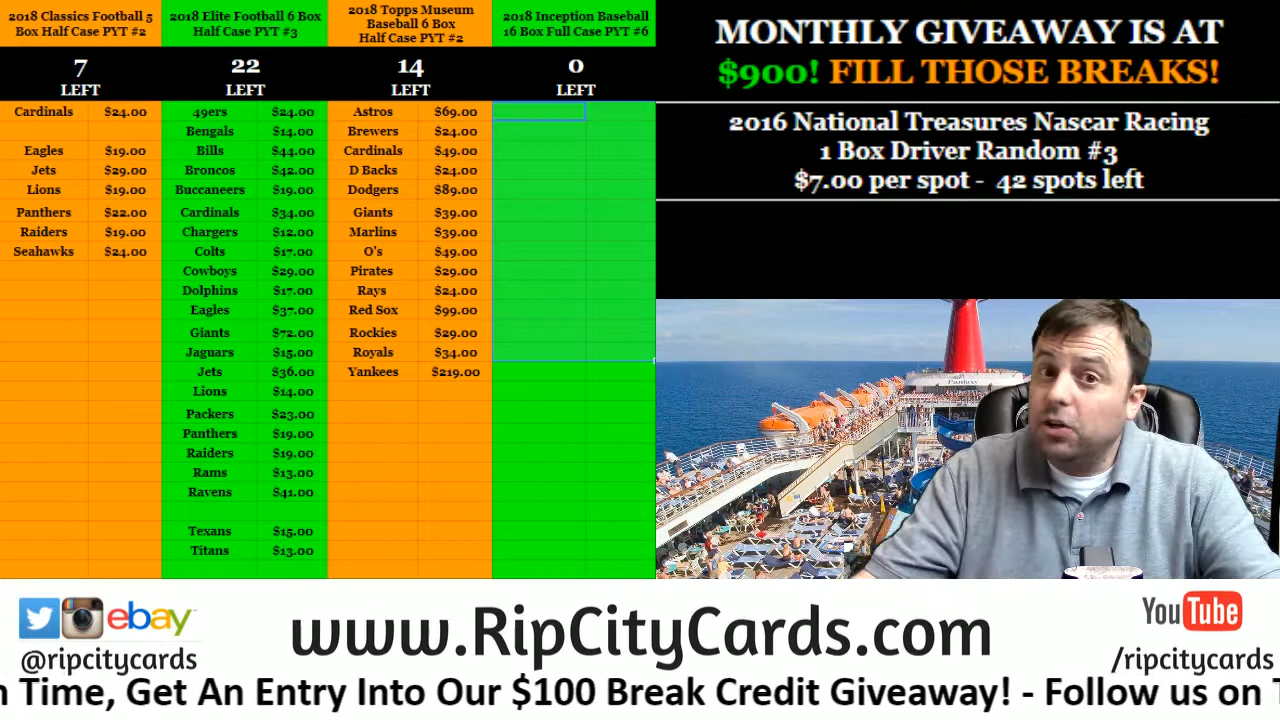 2018 Classics Football 5
Box Half Case PYT #2
7
LEFT
Cardinals $24.00
Eagles $19.00
Jets $29.00
Lions $19.00
Panthers $22.00
Raiders $19.00
Seahawks $24.00
2018 Elite Football 6 Box
Half Case PYT #3
22
LEFT
49ers $24.00
Bengals $14.00
Bills $44.00
Broncos $42.00
Buccaneers $19.00
Cardinals $34.00
Chargers $12.00
Colts $17.00
Cowboys $29.00
Dolphins $17.00
Eagles $37.00
Giants $72.00
Jaguars $15.00
Jets $36.00
Lions $14.00
Packers $23.00
Panthers $19.00
Raiders $19.00
Rams $13.00
Ravens $41.00
Texans $15.00
Titans $13.00
2018 Topps Museum
Baseball 6 Box
Half Case PYT #2
14
LEFT
Astros $69.00
Brewers $24.00
Cardinals $49.00
D Backs $24.00
Dodgers $89.00
Giants $39.00
Marlins $39.00
O's $49.00
Pirates $29.00
Rays $24.00
Red Sox $99.00
Rockies $29.00
Royals $34.00
Yankees $219.00
2018 Inception Baseball
16 Box Full Case PYT #6
0
LEFT
MONTHLY GIVEAWAY IS AT
$900! FILL THOSE BREAKS!
2016 National Treasures Nascar Racing
1 Box Driver Random #3
$7.00 per spot - 42 spots left
Fantasy
ebay
@ripcitycards
www.RipCityCards.com
YouTube
/ripcitycards
n Time, Get An Entry Into Our $100 Break Credit Giveaway! - Follow us on T